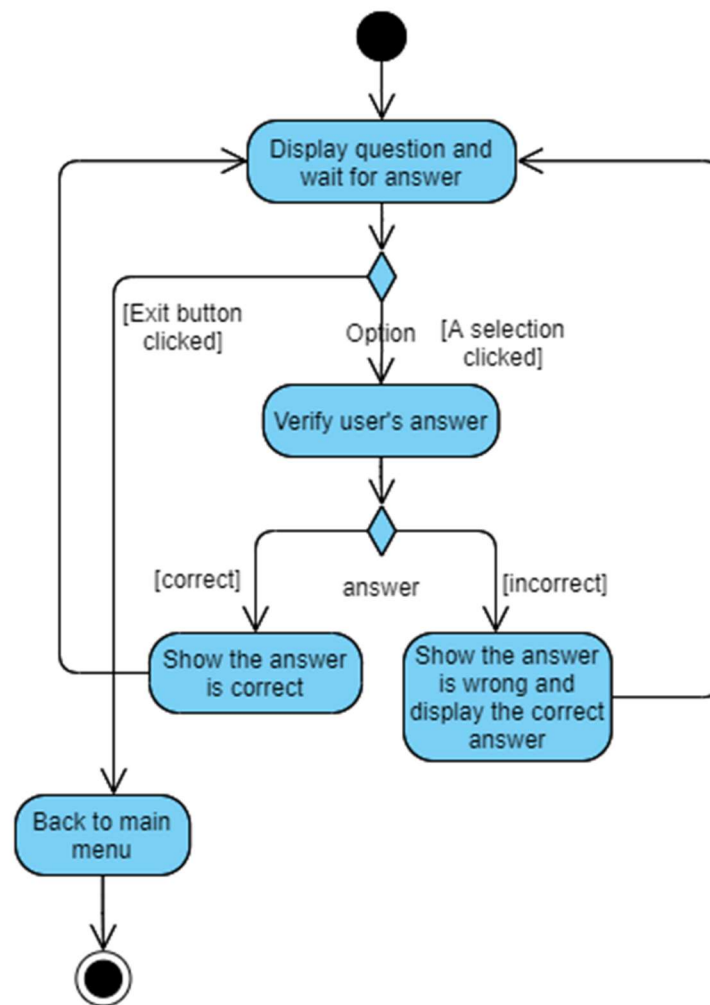 Display question and
wait for answer
[Exit button
clicked]
Option
[A selection
clicked]
Verify user's answer
[correct]
answer
[incorrect]
Show the answer
is correct
Show the answer
is wrong and
display the correct
answer
Back to main
menu